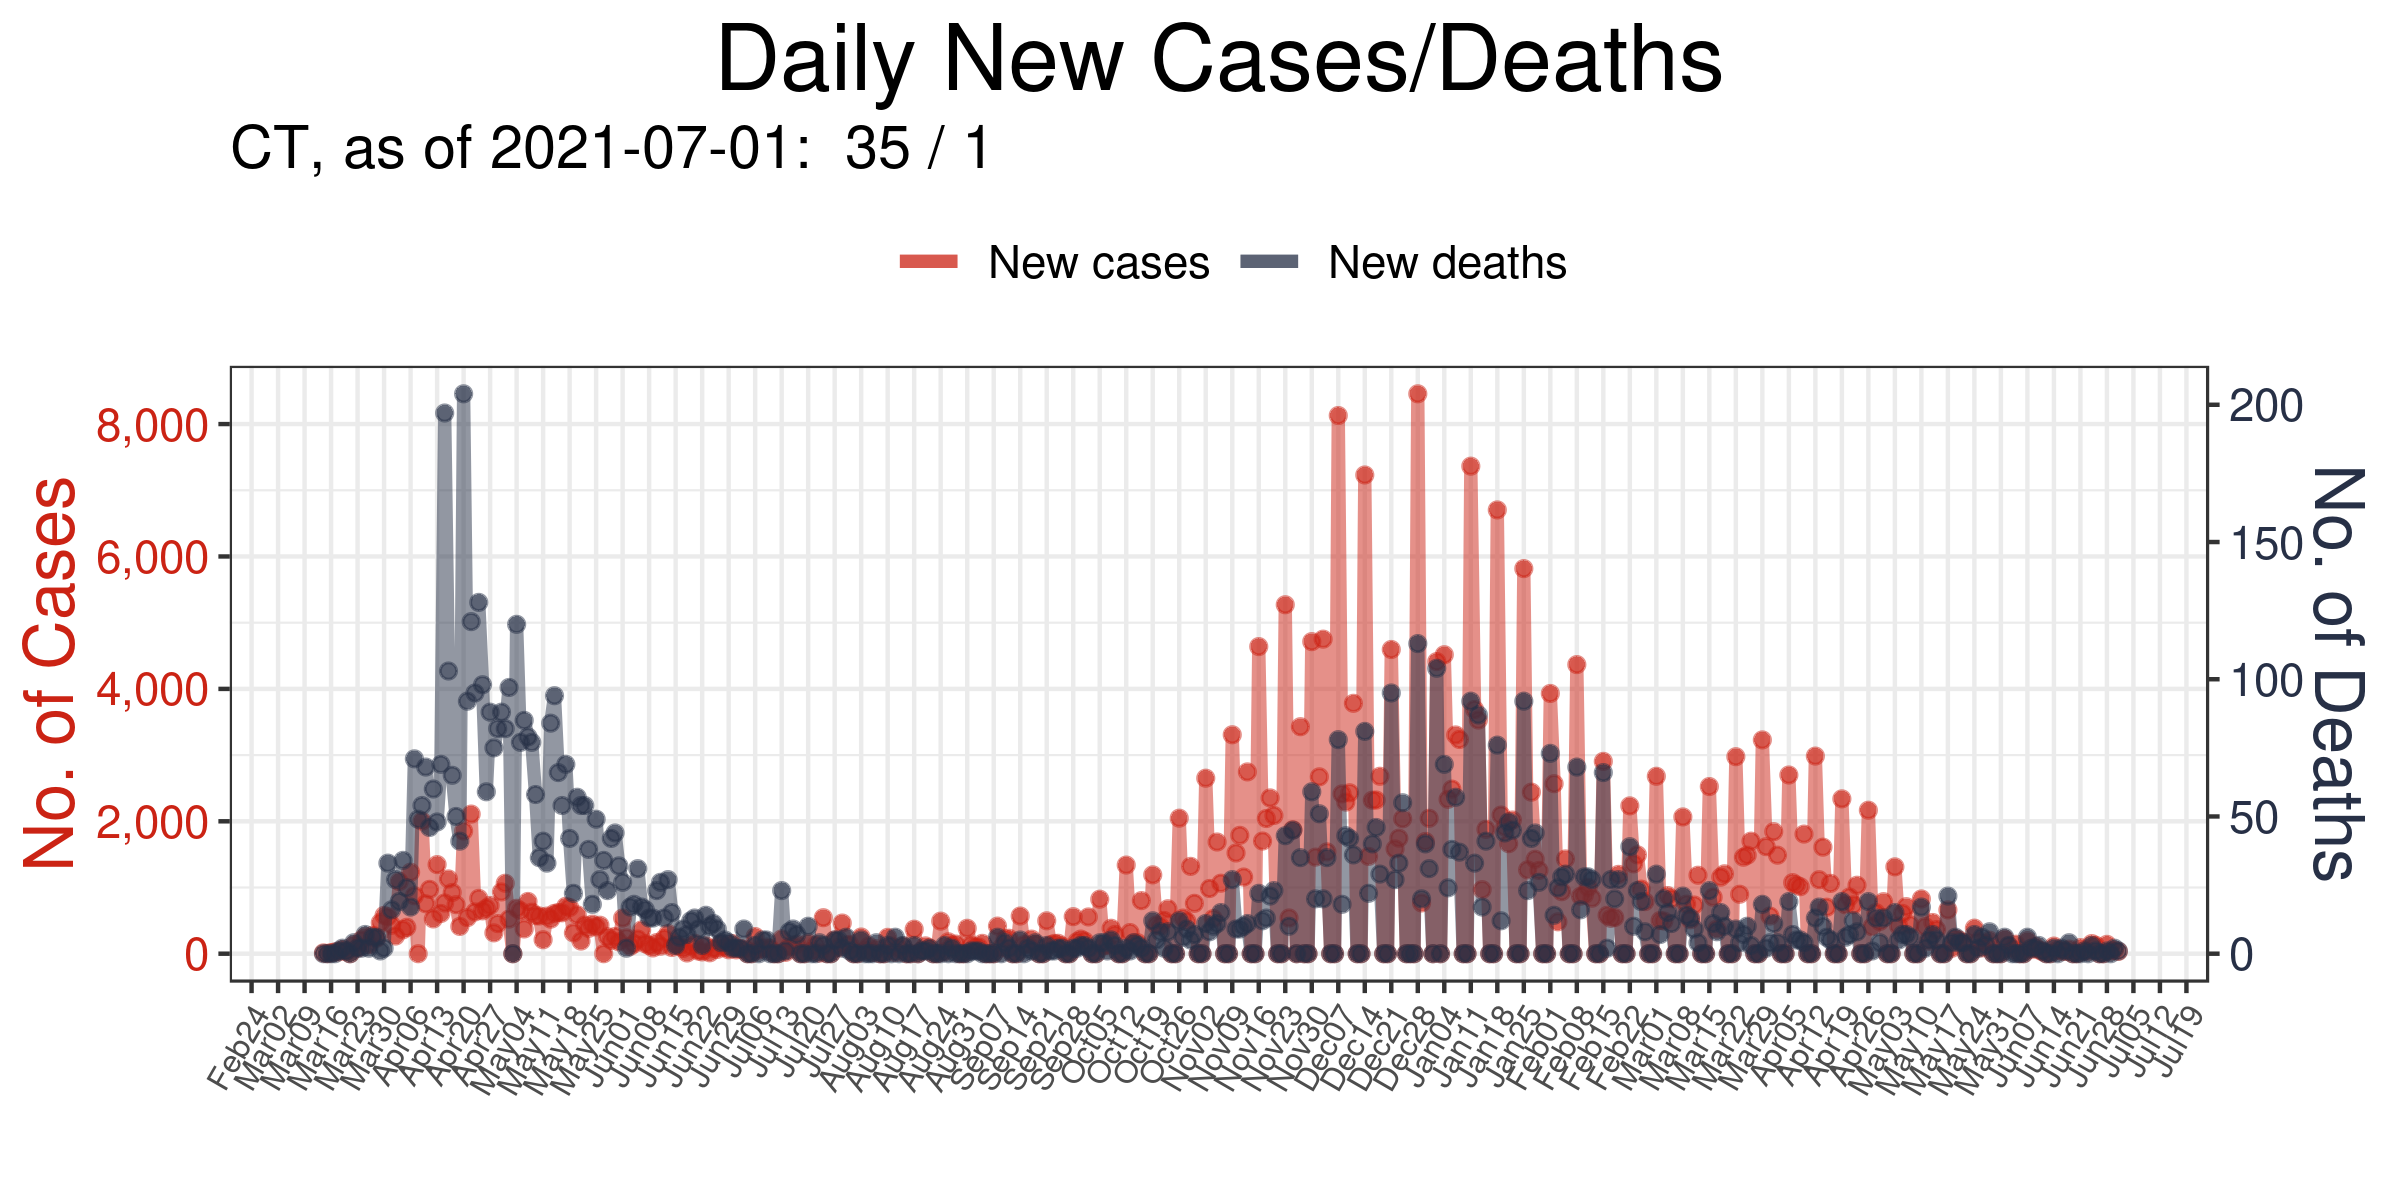 Daily New Cases/Deaths
CT, as of 2021-07-01:  35 / 1
New cases
New deaths
No. of Cases
8,000
6,000
4,000
2,000
0
200
150
100
50
0
No. of Deaths
Feb24
Mar02
Mar09
Mar16
Mar23
Mar30
Apr06
Apr13
Apr20
Apr27
May04
May11
May18
May25
Jun01
Jun08
Jun15
Jun22
Jun29
Jul06
Jul13
Jul20
Jul27
Aug03
Aug10
Aug17
Aug24
Aug31
Sep07
Sep14
Sep21
Sep28
Oct05
Oct12
Oct19
Oct26
Nov02
Nov09
Nov16
Nov23
Nov30
Dec07
Dec14
Dec21
Dec28
Jan04
Jan11
Jan18
Jan25
Feb01
Feb08
Feb15
Feb22
Mar01
Mar08
Mar15
Mar22
Mar29
Apr05
Apr12
Apr19
Apr26
May03
May10
May17
May24
May31
Jun07
Jun14
Jun21
Jun28
Jul05
Jul12
Jul19